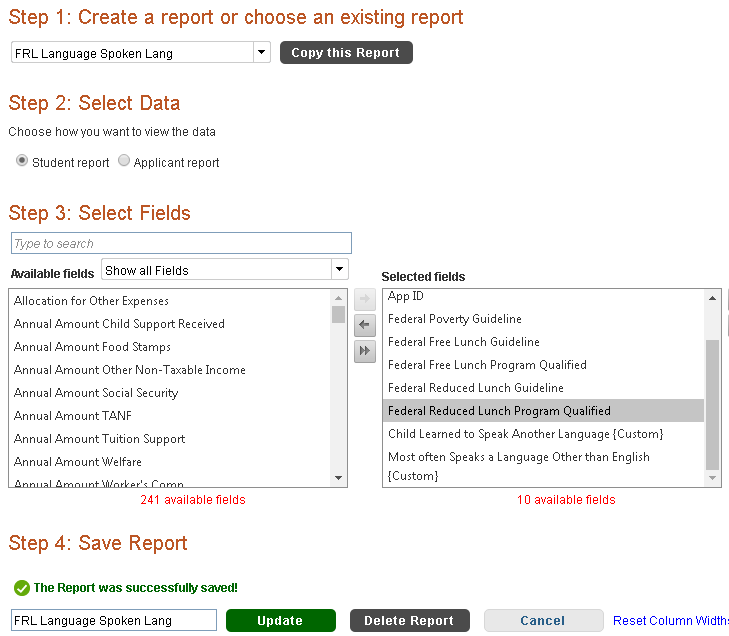 Step 1: Create a report or choose an existing report
FRL Language Spoken Lang
Copy this Report
Step 2: Select Data
Choose how you want to view the data
Student report
Applicant report
Step 3: Select Fields
Type to search
Available fields
Show all Fields
Allocation for Other Expenses
Annual Amount Child Support Received
Annual Amount Food Stamps
Annual Amount Other Non-Taxable Income
Annual Amount Social Security
Annual Amount TANF
Annual Amount Tuition Support
Annual Amount Welfare
Annual Amount Worker's Comp
241 available fields
Selected fields
App ID
Federal Poverty Guideline
Federal Free Lunch Guideline
Federal Free Lunch Program Qualified
Federal Reduced Lunch Guideline
Federal Reduced Lunch Program Qualified
Child Learned to Speak Another Language {Custom}
Most often Speaks a Language Other than English
{Custom}
10 available fields
Step 4: Save Report
The Report was successfully saved!
FRL Language Spoken Lang
Update
Delete Report
Cancel
Reset Column Widths